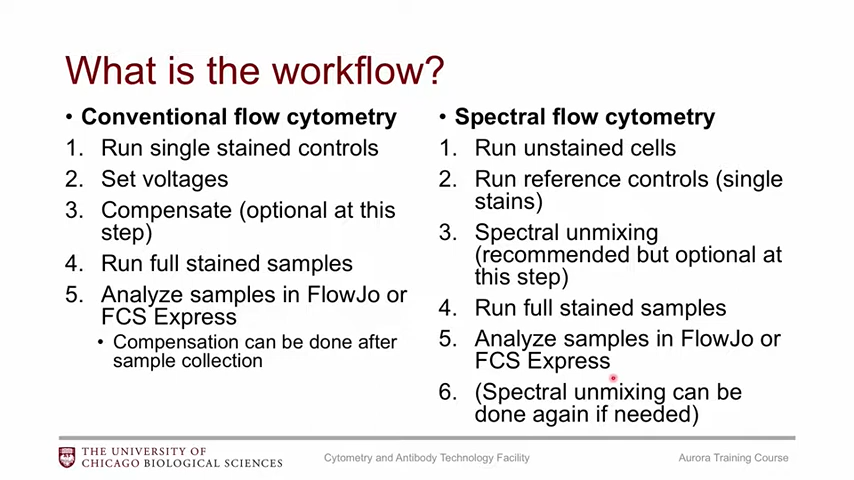 What is the workflow?
• Conventional flow cytometry
1. Run single stained controls
2. Set voltages
3. Compensate (optional at this
step)
4. Run full stained samples
5. Analyze samples in FlowJo or
FCS Express
• Compensation can be done after
sample collection
• Spectral flow cytometry
1. Run unstained cells
2. Run reference controls (single
stains)
3. Spectral unmixing
(recommended but optional at
this step)
4. Run full stained samples
5. Analyze samples in FlowJo or
FCS Express
6. (Spectral unmixing can be
done again if needed)
THE UNIVERSITY OF
CHICAGO BIOLOGICAL SCIENCES
Cytometry and Antibody Technology Facility
Aurora Training Course